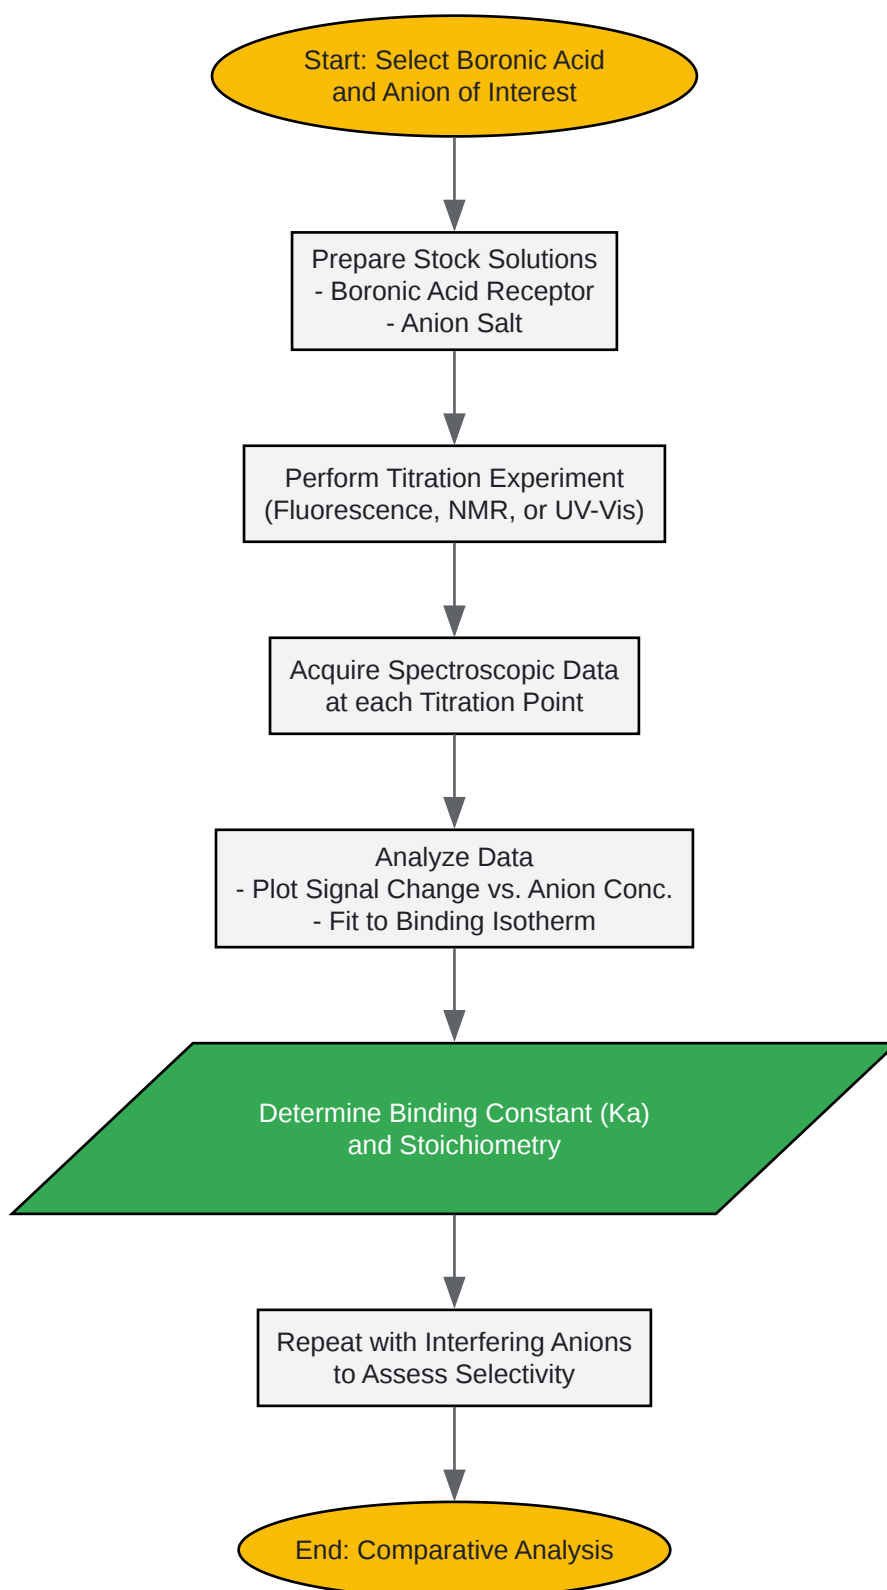 Start: Select Boronic Acid
and Anion of Interest
Prepare Stock Solutions
- Boronic Acid Receptor
- Anion Salt
Perform Titration Experiment
(Fluorescence, NMR, or UV-Vis)
Acquire Spectroscopic Data
at each Titration Point
Analyze Data
- Plot Signal Change vs. Anion Conc.
- Fit to Binding Isotherm
Determine Binding Constant (Ka)
and Stoichiometry
Repeat with Interfering Anions
to Assess Selectivity
End: Comparative Analysis